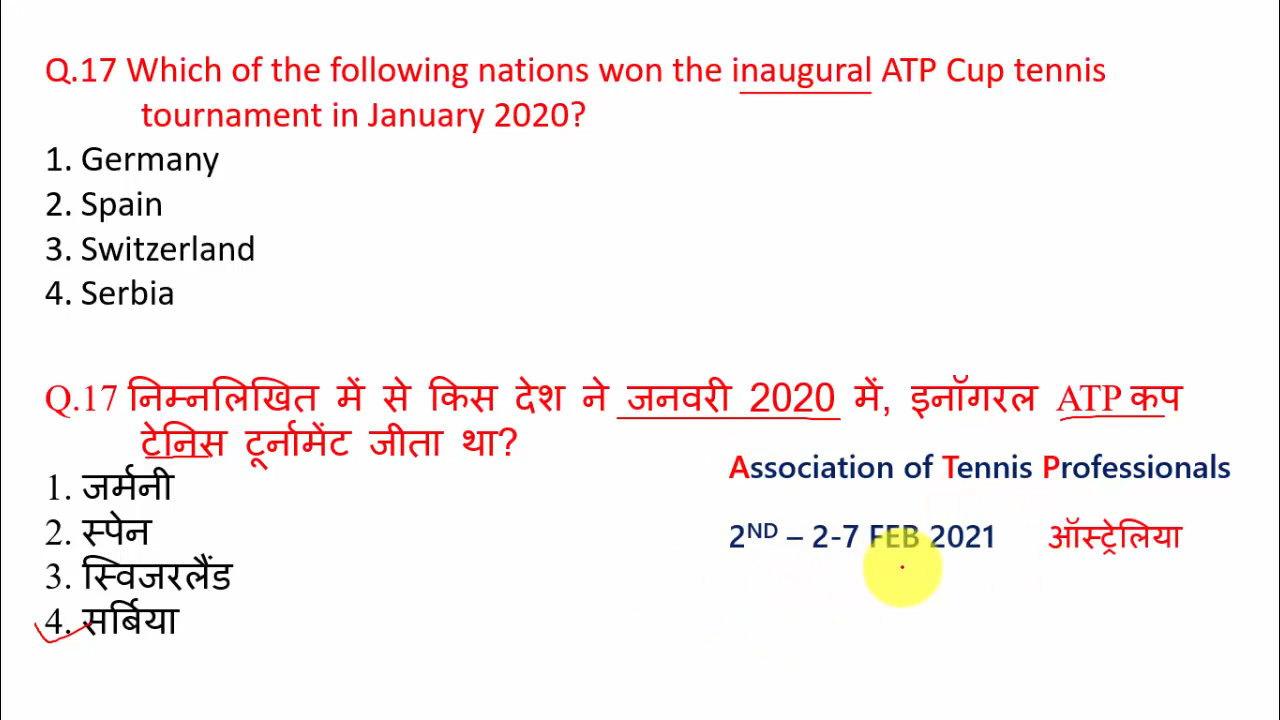 Q.17 Which of the following nations won the inaugural ATP Cup tennis
tournament in January 2020?
1. Germany
2. Spain
3. Switzerland
4. Serbia
Q.17 निम्नलिखित में से किस देश ने जनवरी 2020 में, इनॉगरल ATP कप
टेनिस टूर्नामेंट जीता था?
1. जर्मनी
2. स्पेन
3. स्विजरलैंड
4. सर्बिया
Association of Tennis Professionals
2ND – 2-7 FEB 2021 ऑस्ट्रेलिया